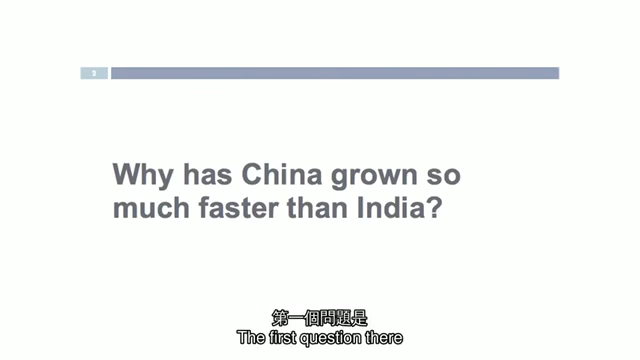 2
Why has China grown so
much faster than India?
第一個問題是
The first question there